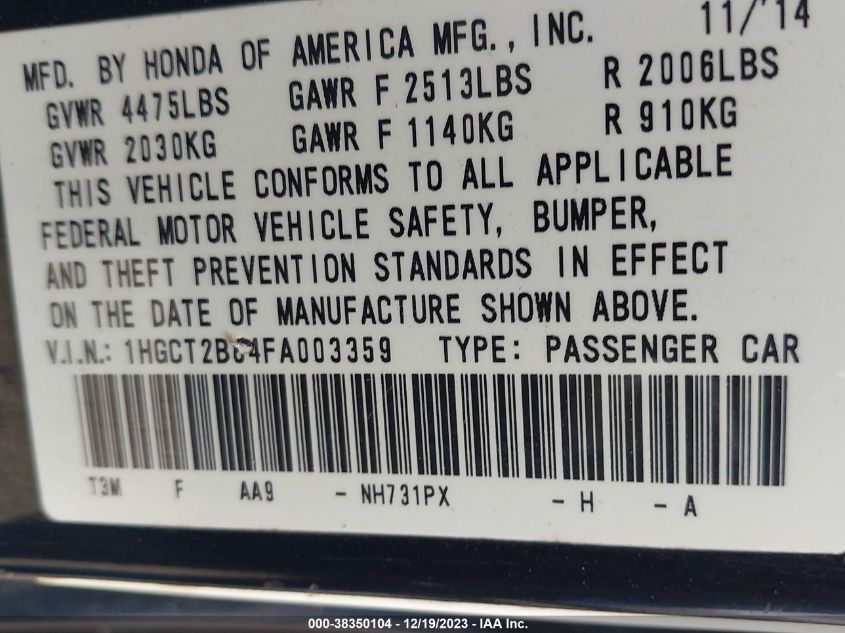 11/'14
MFD. BY HONDA OF AMERICA MFG., INC.
GVWR 4475LBS GAWR F 2513LBS R 2006LBS
GVWR 2030KG GAWR F 1140KG R 910KG
THIS VEHICLE CONFORMS TO ALL APPLICABLE
FEDERAL MOTOR VEHICLE SAFETY, BUMPER,
AND THEFT PREVENTION STANDARDS IN EFFECT
ON THE DATE OF MANUFACTURE SHOWN ABOVE.
V.I.N.: 1HGCT2B84FA003359 TYPE: PASSENGER CAR
T3M F AA9 - NH731PX - H - A
000-38350104 - 12/19/2023 - IAA Inc.